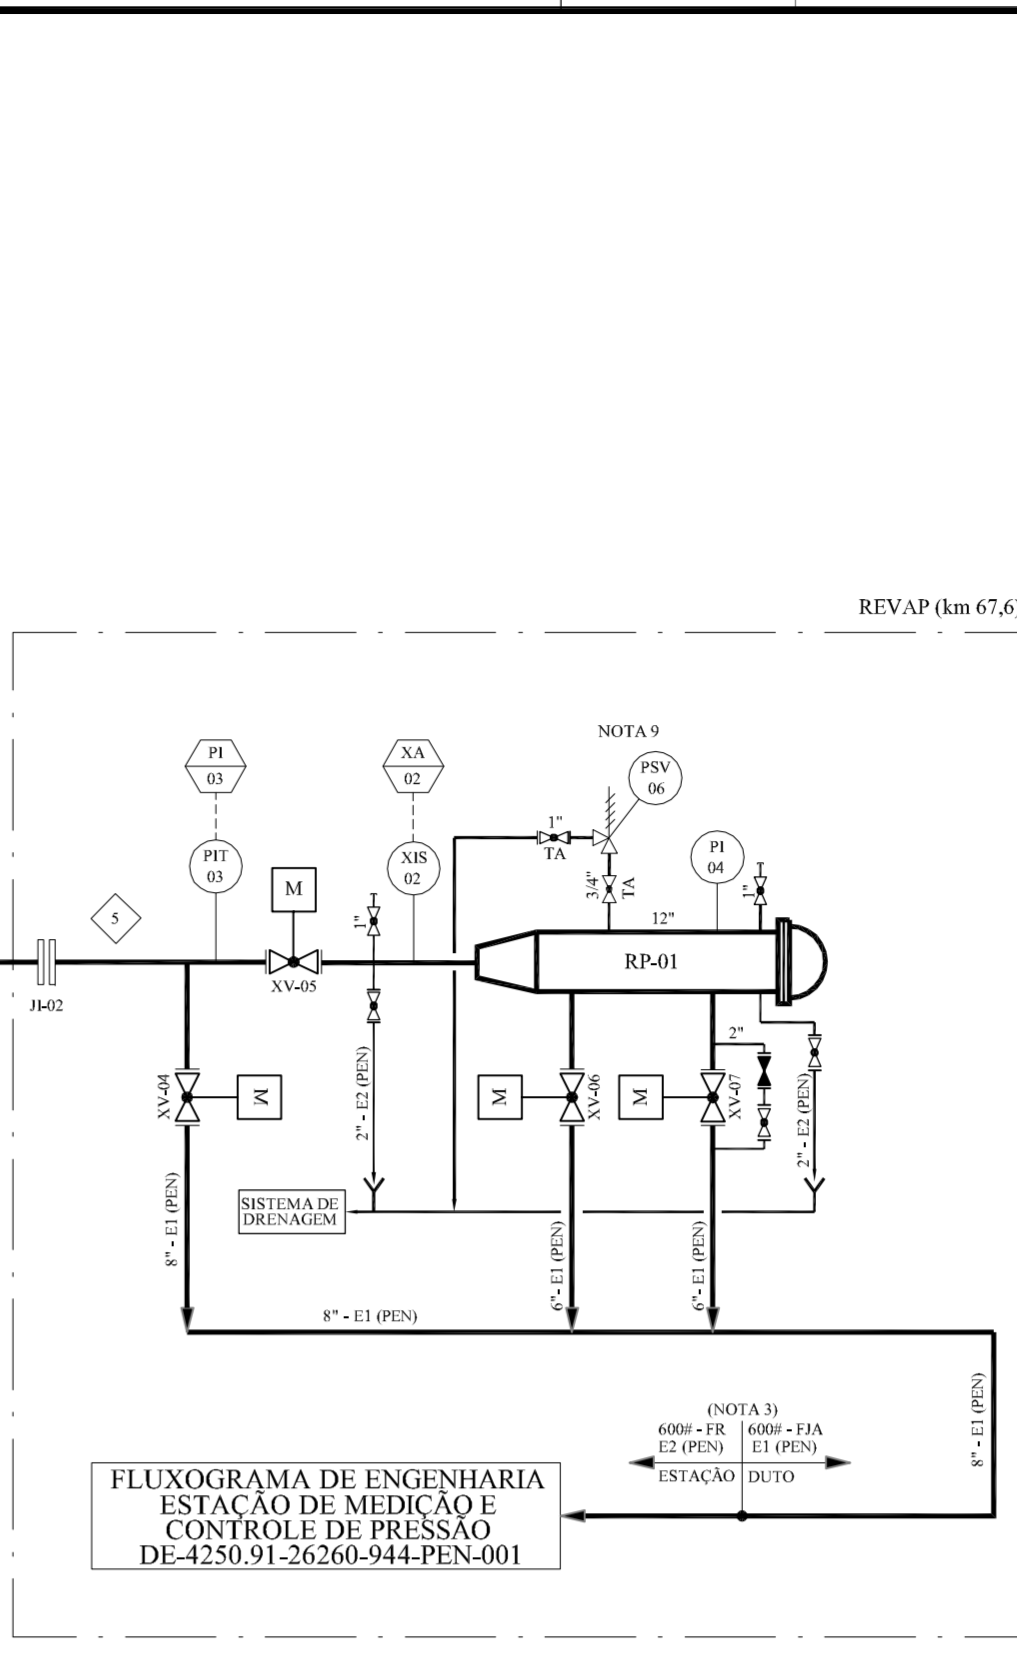 REVAP (km 67,6)
NOTA 9
PI
03
XA
02
PSV
06
1"
TA
PIT
03
XIS
02
PI
04
M
3/4"
TA
1"
1"
12"
5
RP-01
XV-05
JI-02
2"
XV-04
M
2" - E2 (PEN)
M
XV-06
M
XV-07
2" - E2 (PEN)
8" - E1 (PEN)
SISTEMA DE
DRENAGEM
6"- E1 (PEN)
6"- E1 (PEN)
8" - E1 (PEN)
8" - E1 (PEN)
(NOTA 3)
600# - FR
E2 (PEN)
600# - FJA
E1 (PEN)
ESTAÇÃO
DUTO
FLUXOGRAMA DE ENGENHARIA
ESTAÇÃO DE MEDIÇÃO E
CONTROLE DE PRESSÃO
DE-4250.91-26260-944-PEN-001